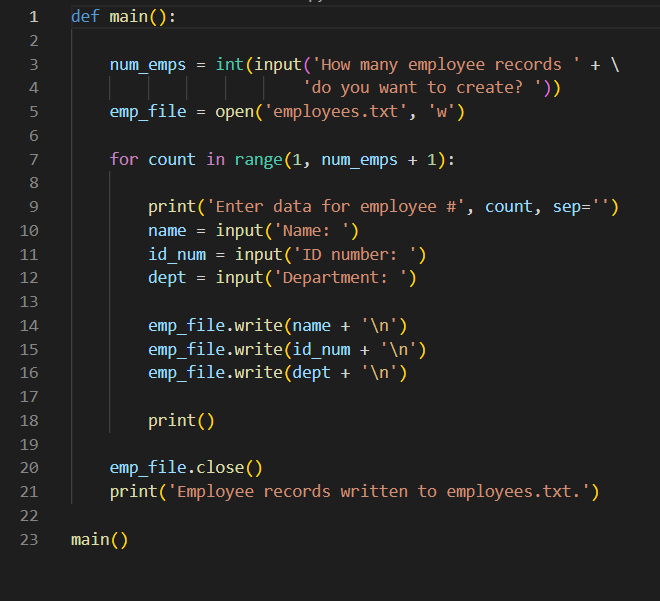 1 def main():
2
3     num_emps = int(input('How many employee records ' + \
4                         'do you want to create? '))
5     emp_file = open('employees.txt', 'w')
6
7     for count in range(1, num_emps + 1):
8
9         print('Enter data for employee #', count, sep='')
10         name = input('Name: ')
11         id_num = input('ID number: ')
12         dept = input('Department: ')
13
14         emp_file.write(name + '\n')
15         emp_file.write(id_num + '\n')
16         emp_file.write(dept + '\n')
17
18         print()
19
20     emp_file.close()
21     print('Employee records written to employees.txt.')
22
23 main()